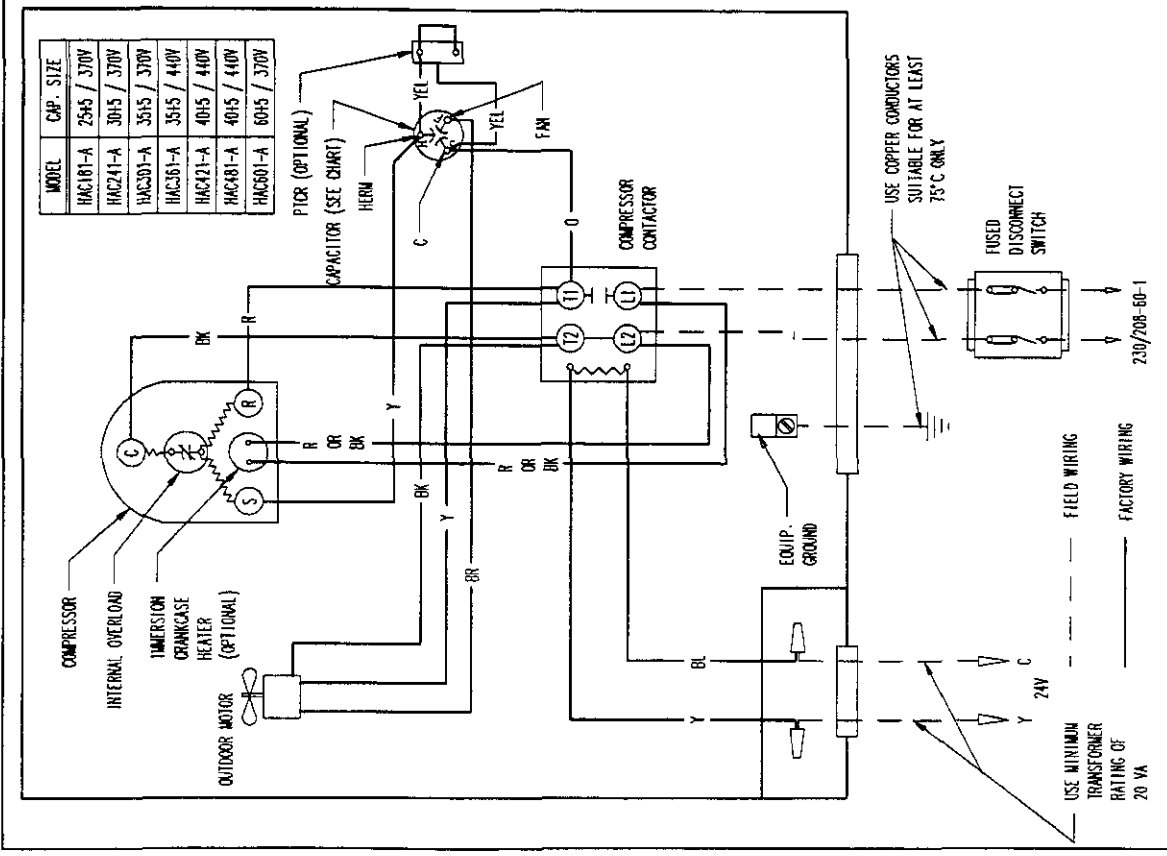 MODEL CAP. SIZE
HAC181-A 25+5 / 370V
HAC241-A 30+5 / 370V
HAC301-A 35+5 / 370V
HAC361-A 35+5 / 440V
HAC421-A 40+5 / 440V
HAC481-A 40+5 / 440V
HAC601-A 60+5 / 370V
PTCR (OPTIONAL)
CAPACITOR (SEE CHART)
HERM
C
FAN
YEL
YEL
H
COMPRESSOR
INTERNAL OVERLOAD
IMMERSION
CRANKCASE
HEATER
(OPTIONAL)
C
S
R
BK
R
Y
R OR BK
R OR BK
OUTDOOR MOTOR
BK
Y
BR
O
COMPRESSOR
CONTACTOR
T2
T1
L2
L1
EQUIP.
GROUND
Y
BL
USE COPPER CONDUCTORS
SUITABLE FOR AT LEAST
75°C ONLY
FUSED
DISCONNECT
SWITCH
230/208-60-1
Y
24V
C
USE MINIMUM
TRANSFORMER
RATING OF
20 VA
FIELD WIRING
FACTORY WIRING